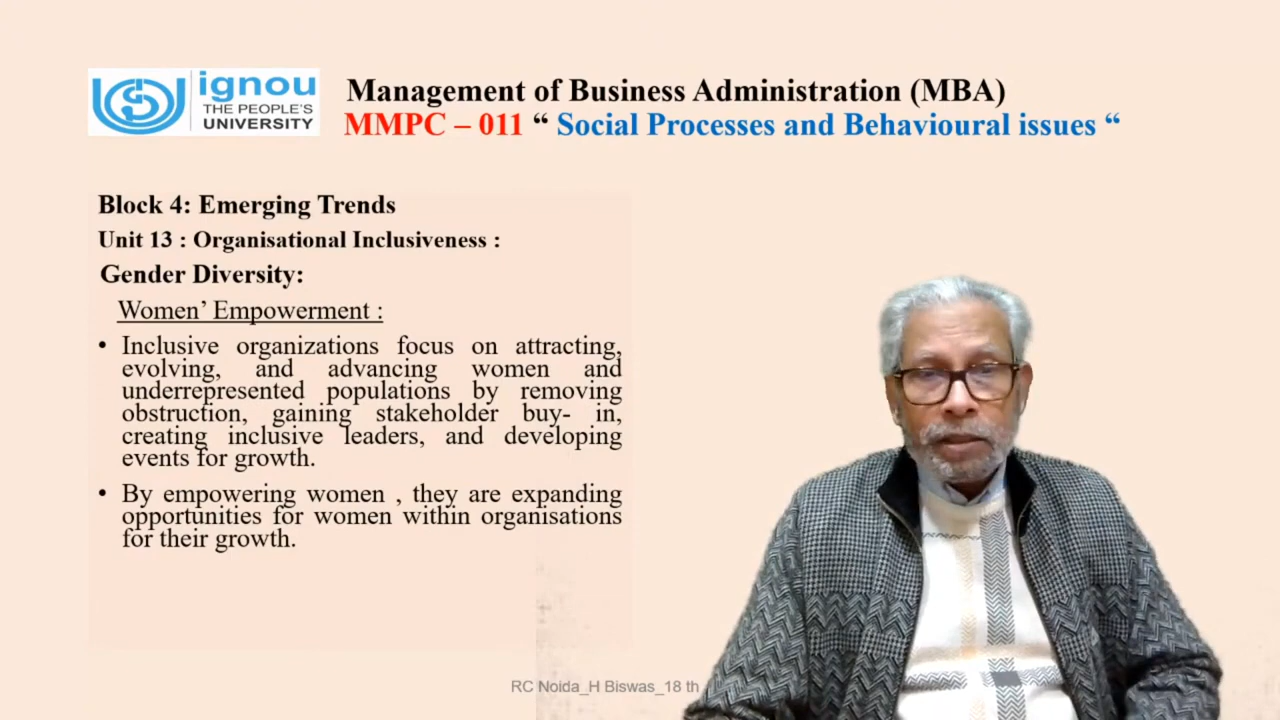 ignou
THE PEOPLE'S
UNIVERSITY
Management of Business Administration (MBA)
MMPC – 011 “ Social Processes and Behavioural issues “
Block 4: Emerging Trends
Unit 13 : Organisational Inclusiveness :
Gender Diversity:
Women’ Empowerment :
• Inclusive organizations focus on attracting,
evolving, and advancing women and
underrepresented populations by removing
obstruction, gaining stakeholder buy- in,
creating inclusive leaders, and developing
events for growth.
• By empowering women , they are expanding
opportunities for women within organisations
for their growth.
RC Noida_H Biswas_18 th